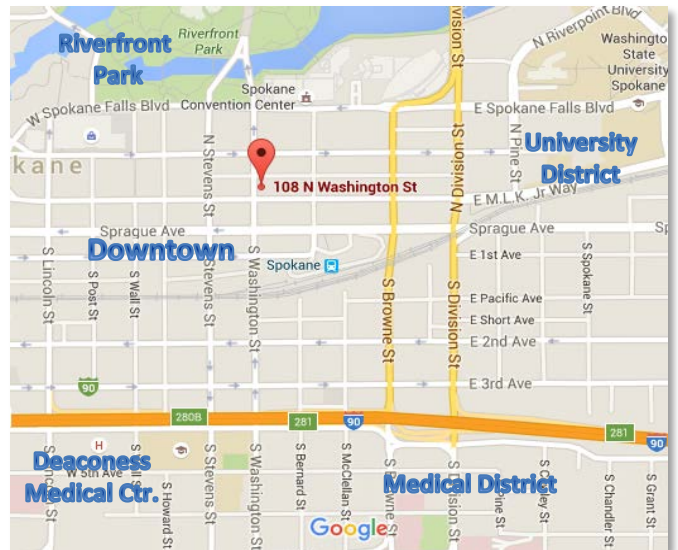 Riverfront
Park
Riverfront
Park
Division St
N Riverpoint Blvd
Washingto
State
University
Spokane
Spokane
Convention Center
W Spokane Falls Blvd
E Spokane Falls Blvd
kane
N Stevens St
N Pine St
University
District
108 N Washington St
N Division St
E M.L.K. Jr Way
Sprague Ave
Sprague Ave
Sp
Downtown
Spokane
E 1st Ave
S Lincoln St
S Post St
S Wall St
Stevens St
S Washington St
S Browne St
S Division St
S Spokane St
E Pacific Ave
E Short Ave
E 2nd Ave
E 3rd Ave
90
280B
281
90
281
90
H
Deaconess
Medical Ctr.
W 5th Ave
S Howard St
S Stevens St
S Washington St
S Bernard St
S McClellan St
Medical District
S Division St
Pine St
S Chandler St
S Grant St
Google